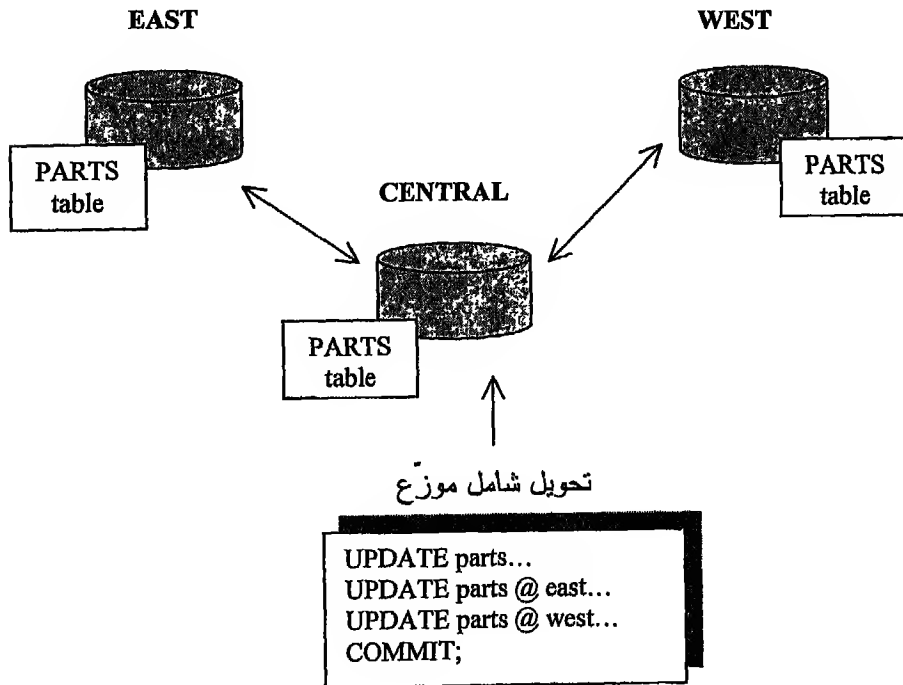 EAST
WEST
PARTS
table
PARTS
table
CENTRAL
PARTS
table
تحويل شامل موزّع
UPDATE parts...
UPDATE parts @ east...
UPDATE parts @ west...
COMMIT;